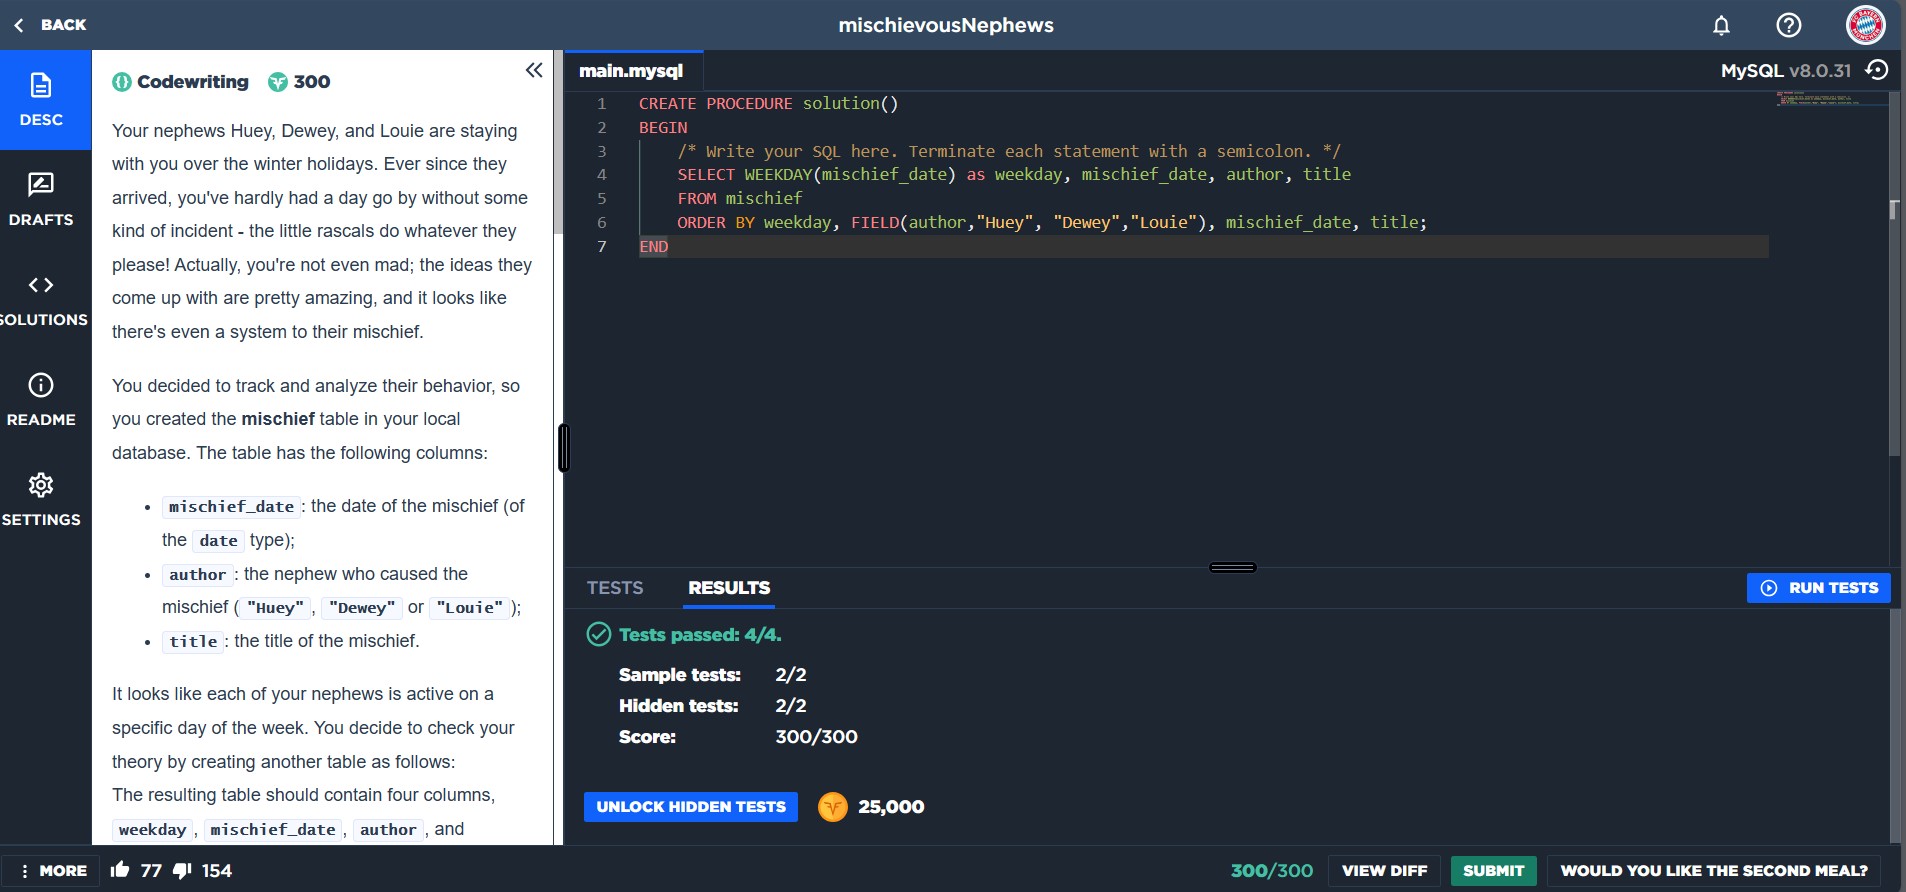 BACK
mischievousNephews
DESC
DRAFTS
SOLUTIONS
README
SETTINGS
Codewriting 300
Your nephews Huey, Dewey, and Louie are staying
with you over the winter holidays. Ever since they
arrived, you've hardly had a day go by without some
kind of incident - the little rascals do whatever they
please! Actually, you're not even mad; the ideas they
come up with are pretty amazing, and it looks like
there's even a system to their mischief.
You decided to track and analyze their behavior, so
you created the mischief table in your local
database. The table has the following columns:
• mischief_date: the date of the mischief (of
the date type);
• author: the nephew who caused the
mischief ("Huey", "Dewey" or "Louie");
• title: the title of the mischief.
It looks like each of your nephews is active on a
specific day of the week. You decide to check your
theory by creating another table as follows:
The resulting table should contain four columns,
weekday, mischief_date, author, and
main.mysql
MySQL v8.0.31
1 CREATE PROCEDURE solution()
2 BEGIN
3 /* Write your SQL here. Terminate each statement with a semicolon. */
4 SELECT WEEKDAY(mischief_date) as weekday, mischief_date, author, title
5 FROM mischief
6 ORDER BY weekday, FIELD(author,"Huey", "Dewey","Louie"), mischief_date, title;
7 END
TESTS RESULTS
RUN TESTS
Tests passed: 4/4.
Sample tests: 2/2
Hidden tests: 2/2
Score: 300/300
UNLOCK HIDDEN TESTS 25,000
MORE 77 154
300/300 VIEW DIFF SUBMIT WOULD YOU LIKE THE SECOND MEAL?